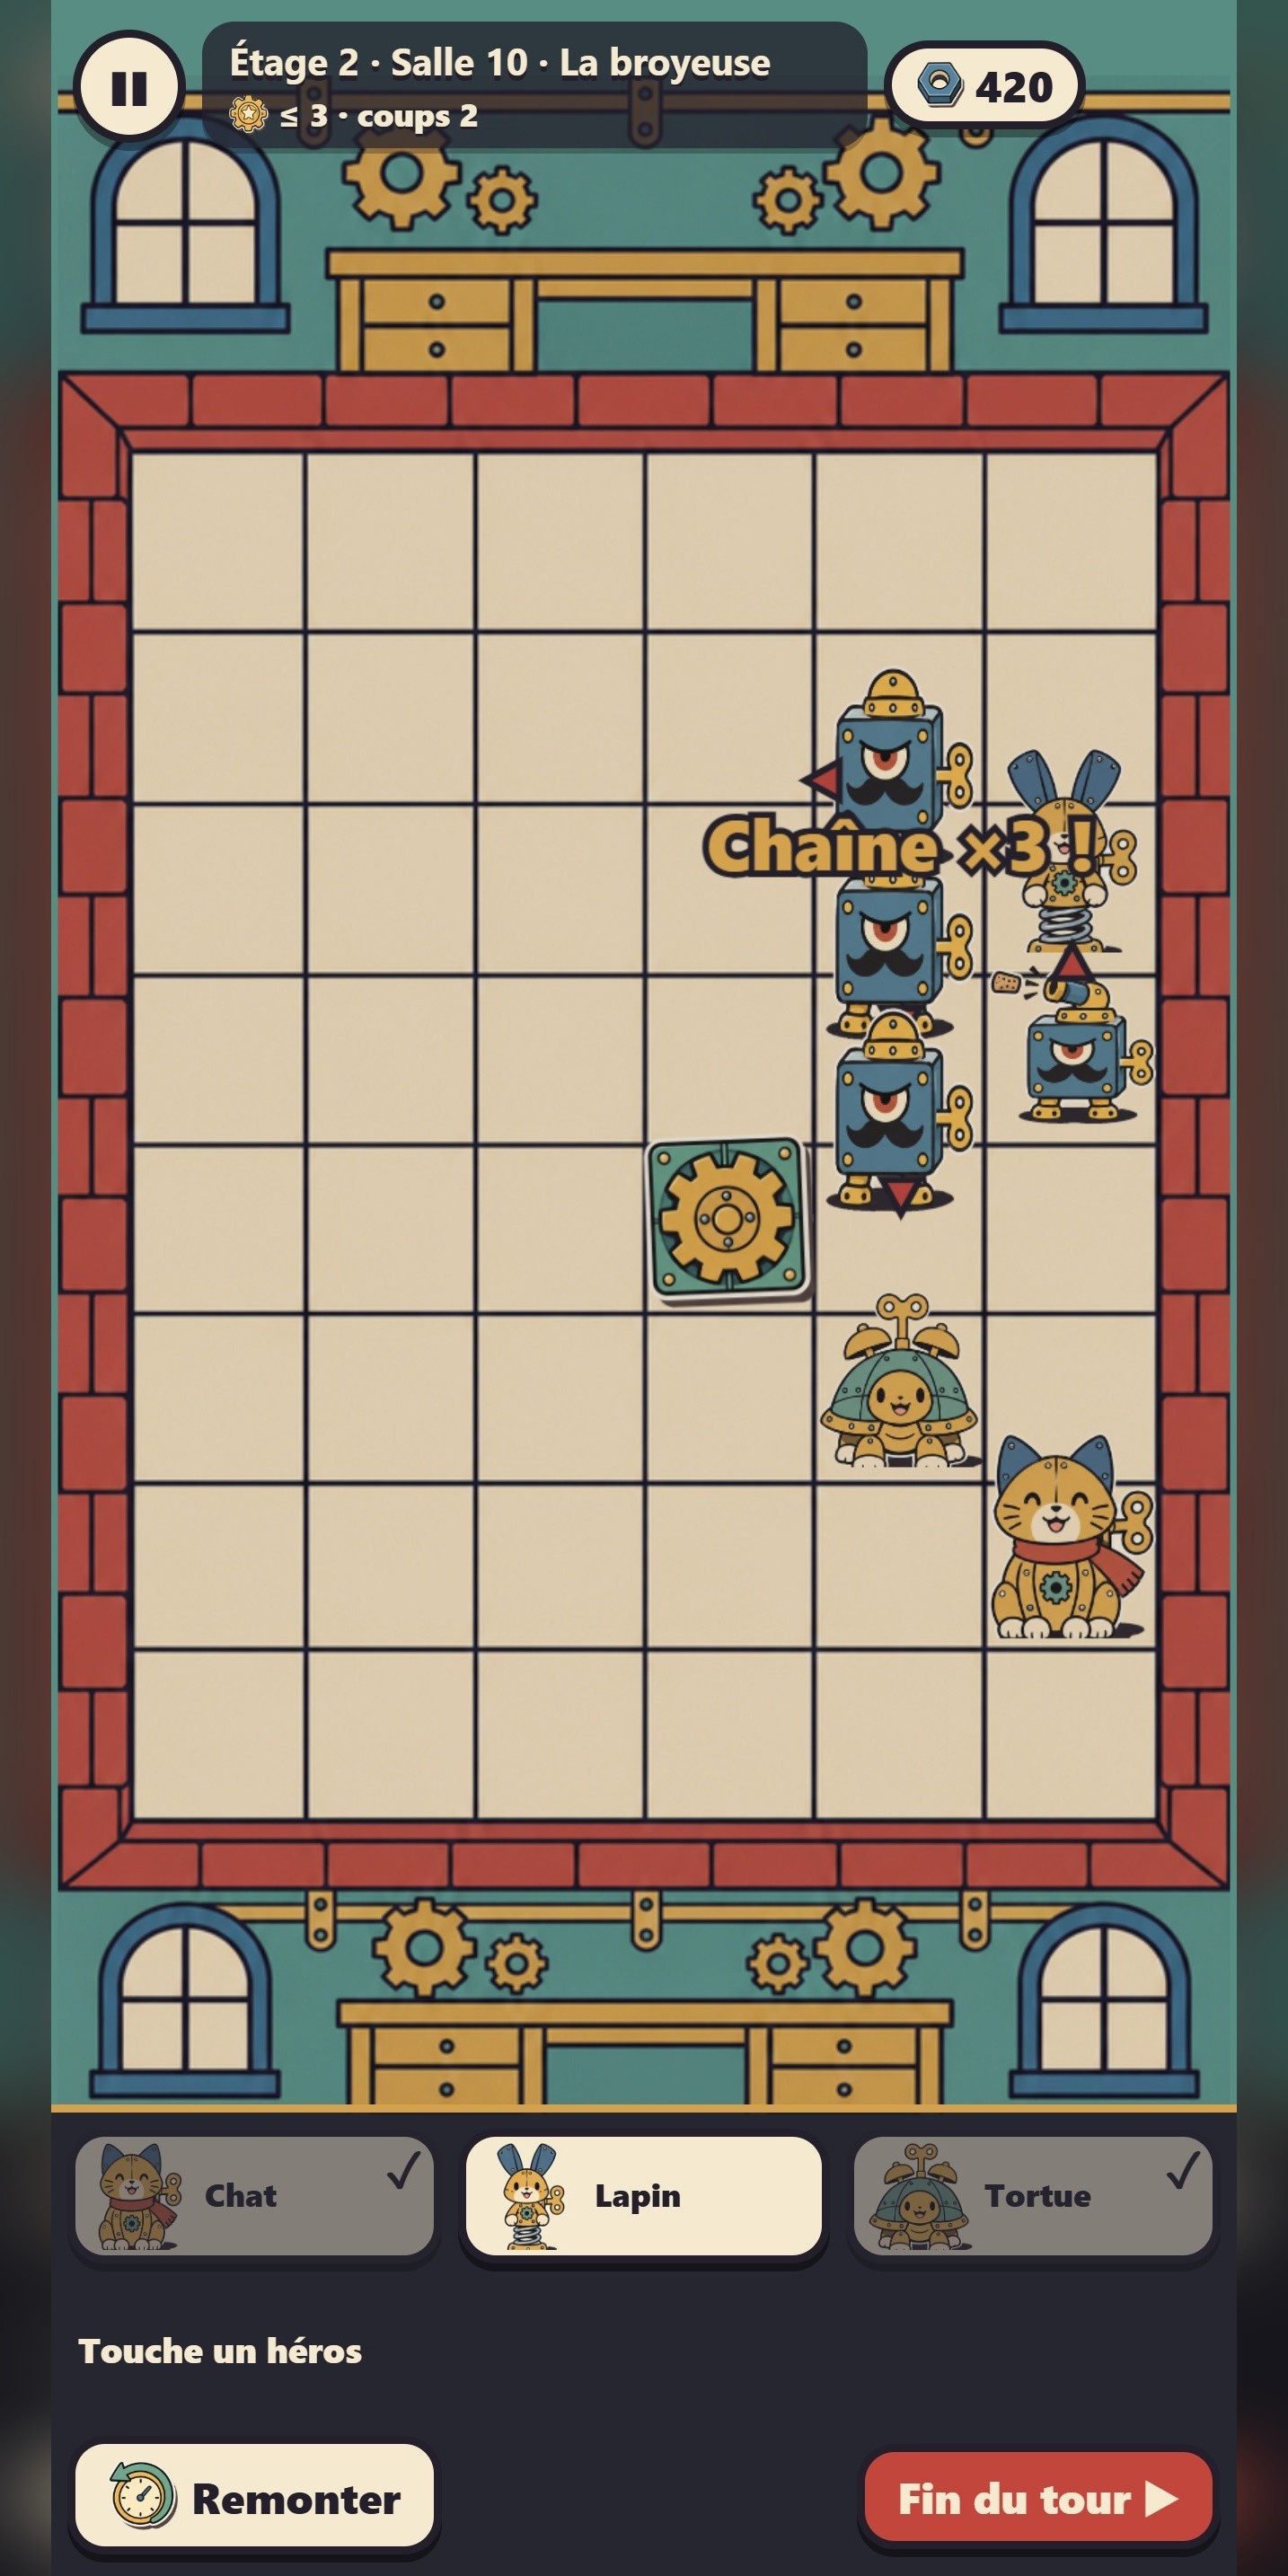 Étage 2 · Salle 10 · La broyeuse
≤ 3 · coups 2
420
Chaîne ×3 !
Chat
Lapin
Tortue
Touche un héros
Remonter
Fin du tour